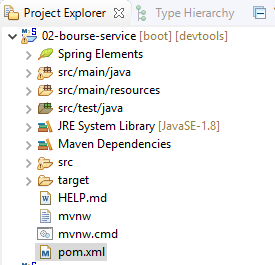 Project Explorer Type Hierarchy
02-bourse-service [boot] [devtools]
Spring Elements
src/main/java
src/main/resources
src/test/java
JRE System Library [JavaSE-1.8]
Maven Dependencies
src
target
HELP.md
mvnw
mvnw.cmd
pom.xml